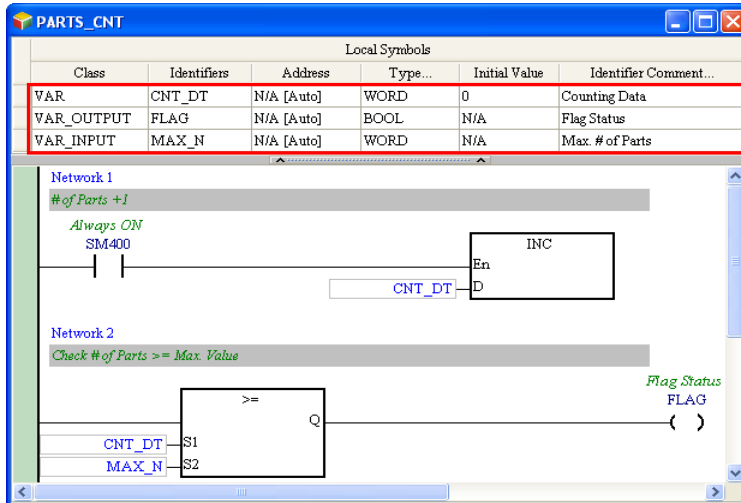 PARTS_CNT
Local Symbols
Class Identifiers Address Type... Initial Value Identifier Comment...
VAR CNT_DT N/A [Auto] WORD 0 Counting Data
VAR_OUTPUT FLAG N/A [Auto] BOOL N/A Flag Status
VAR_INPUT MAX_N N/A [Auto] WORD N/A Max. # of Parts
Network 1
# of Parts +1
Always ON
SM400
INC
En
CNT_DT D
Network 2
Check # of Parts >= Max. Value
Flag Status
>= FLAG
Q
CNT_DT S1
MAX_N S2